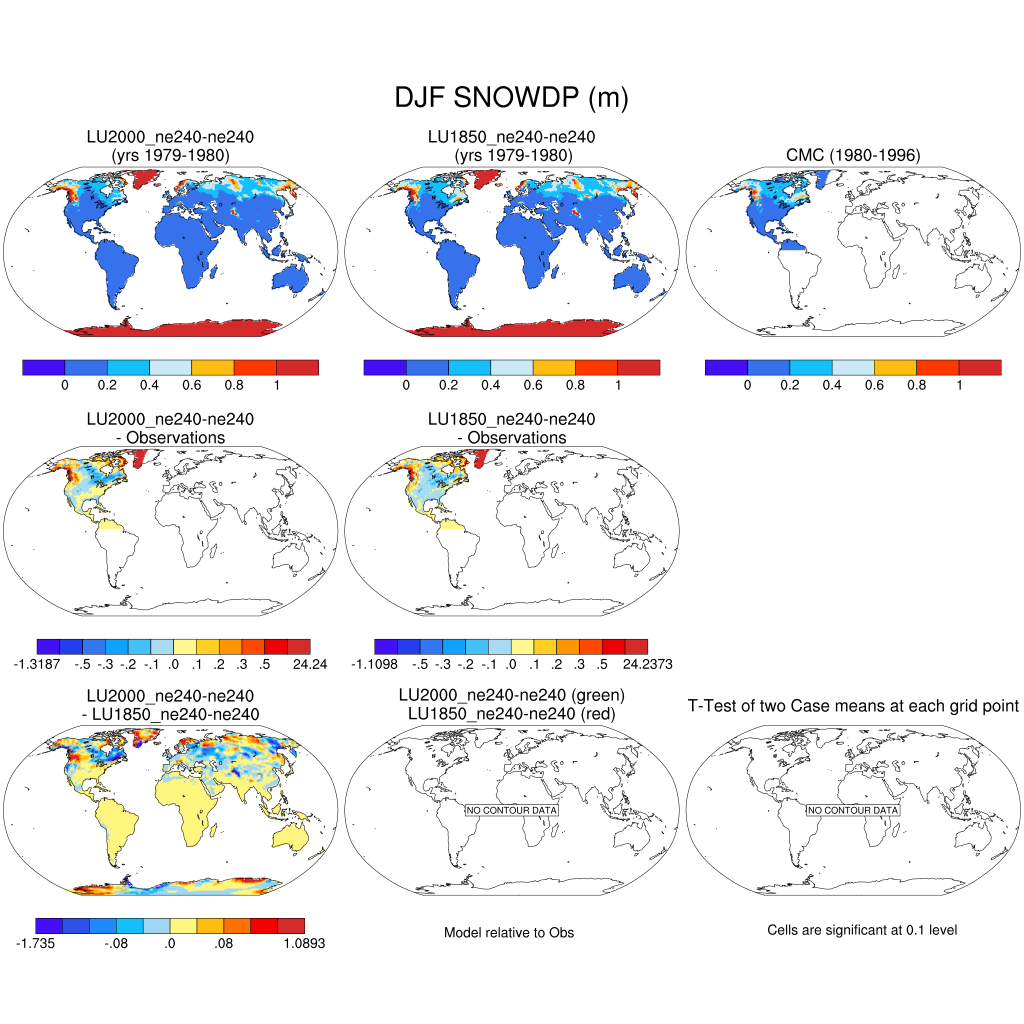 DJF SNOWDP (m)
LU2000_ne240-ne240
(yrs 1979-1980)
LU1850_ne240-ne240
(yrs 1979-1980)
CMC (1980-1996)
0 0.2 0.4 0.6 0.8 1
0 0.2 0.4 0.6 0.8 1
0 0.2 0.4 0.6 0.8 1
LU2000_ne240-ne240
- Observations
LU1850_ne240-ne240
- Observations
-1.3187 -.5 -.3 -.2 -.1 .0 .1 .2 .3 .5 24.24
-1.1098 -.5 -.3 -.2 -.1 .0 .1 .2 .3 .5 24.2373
LU2000_ne240-ne240
- LU1850_ne240-ne240
LU2000_ne240-ne240 (green)
LU1850_ne240-ne240 (red)
T-Test of two Case means at each grid point
NO CONTOUR DATA
NO CONTOUR DATA
-1.735 -.08 .0 .08 1.0893
Model relative to Obs
Cells are significant at 0.1 level